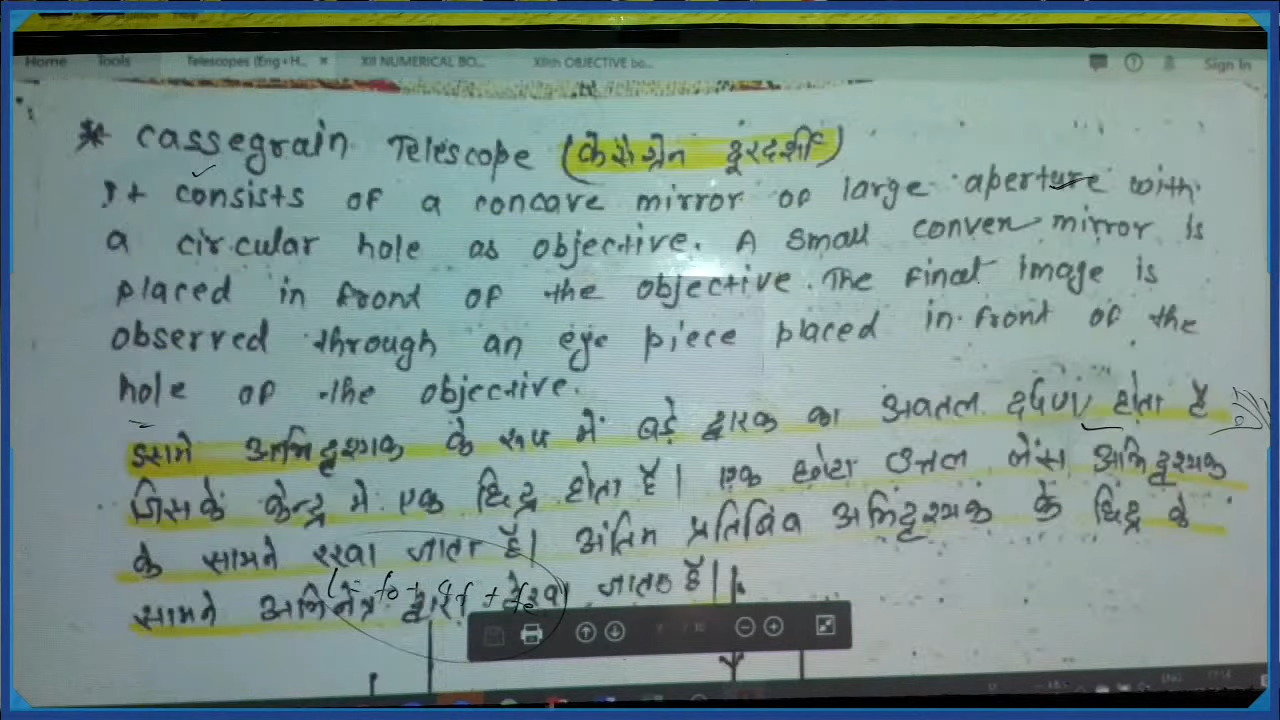 Home Tools Telescopes (Eng+H... × XII NUMERICAL BO... XIIth OBJECTIVE bo... Sign In
* Cassegrain Telescope (केसेग्रेन दूरदर्शी)
It consists of a concave mirror of large aperture with
a circular hole as objective. A small conven mirror is
placed in front of the objective. The final image is
observed through an eye piece placed in front of the
hole of the objective.
इसमे अभिदृश्यक के रूप में बड़े द्वारक का अवतल दर्पण होता है
जिसके केन्द्र मे एक छिद्र होता है। एक छोटा उत्तल लेंस अभिदृश्यक
के सामने रखा जाता है। अंतिम प्रतिबिंब अभिदृश्यक के छिद्र के
सामने अभिनेत्र द्वारा देखा जाता है।
ENG